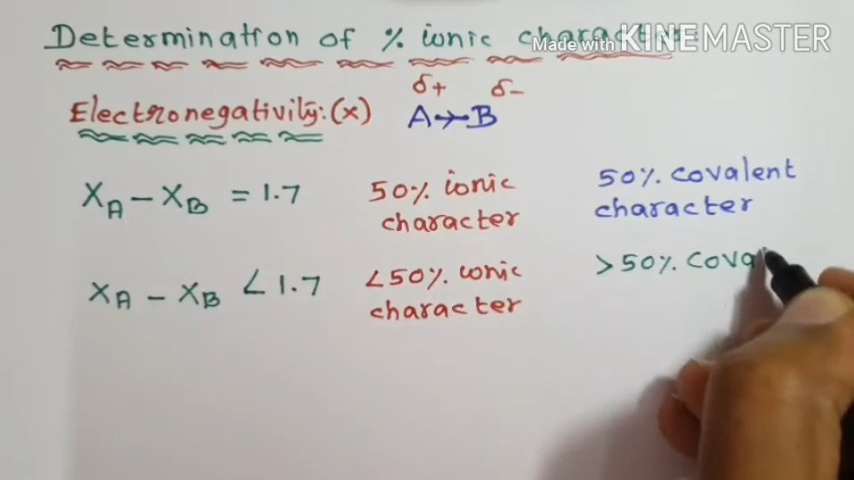 Determination of % ionic character:
Made with KINEMASTER
Electronegativity:(x) δ+ δ-
A→B
XA - XB = 1.7 50% ionic character 50% covalent character
XA - XB < 1.7 <50% ionic character >50% Cova